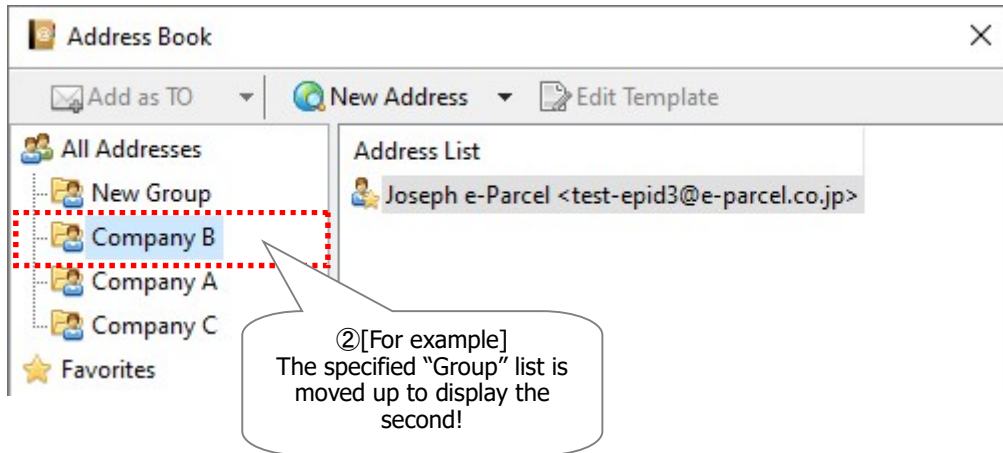 Address Book
Add as TO
New Address
Edit Template
All Addresses
New Group
Company B
Company A
Company C
Favorites
Address List
Joseph e-Parcel <test-epid3@e-parcel.co.jp>
②[For example]
The specified “Group” list is
moved up to display the
second!